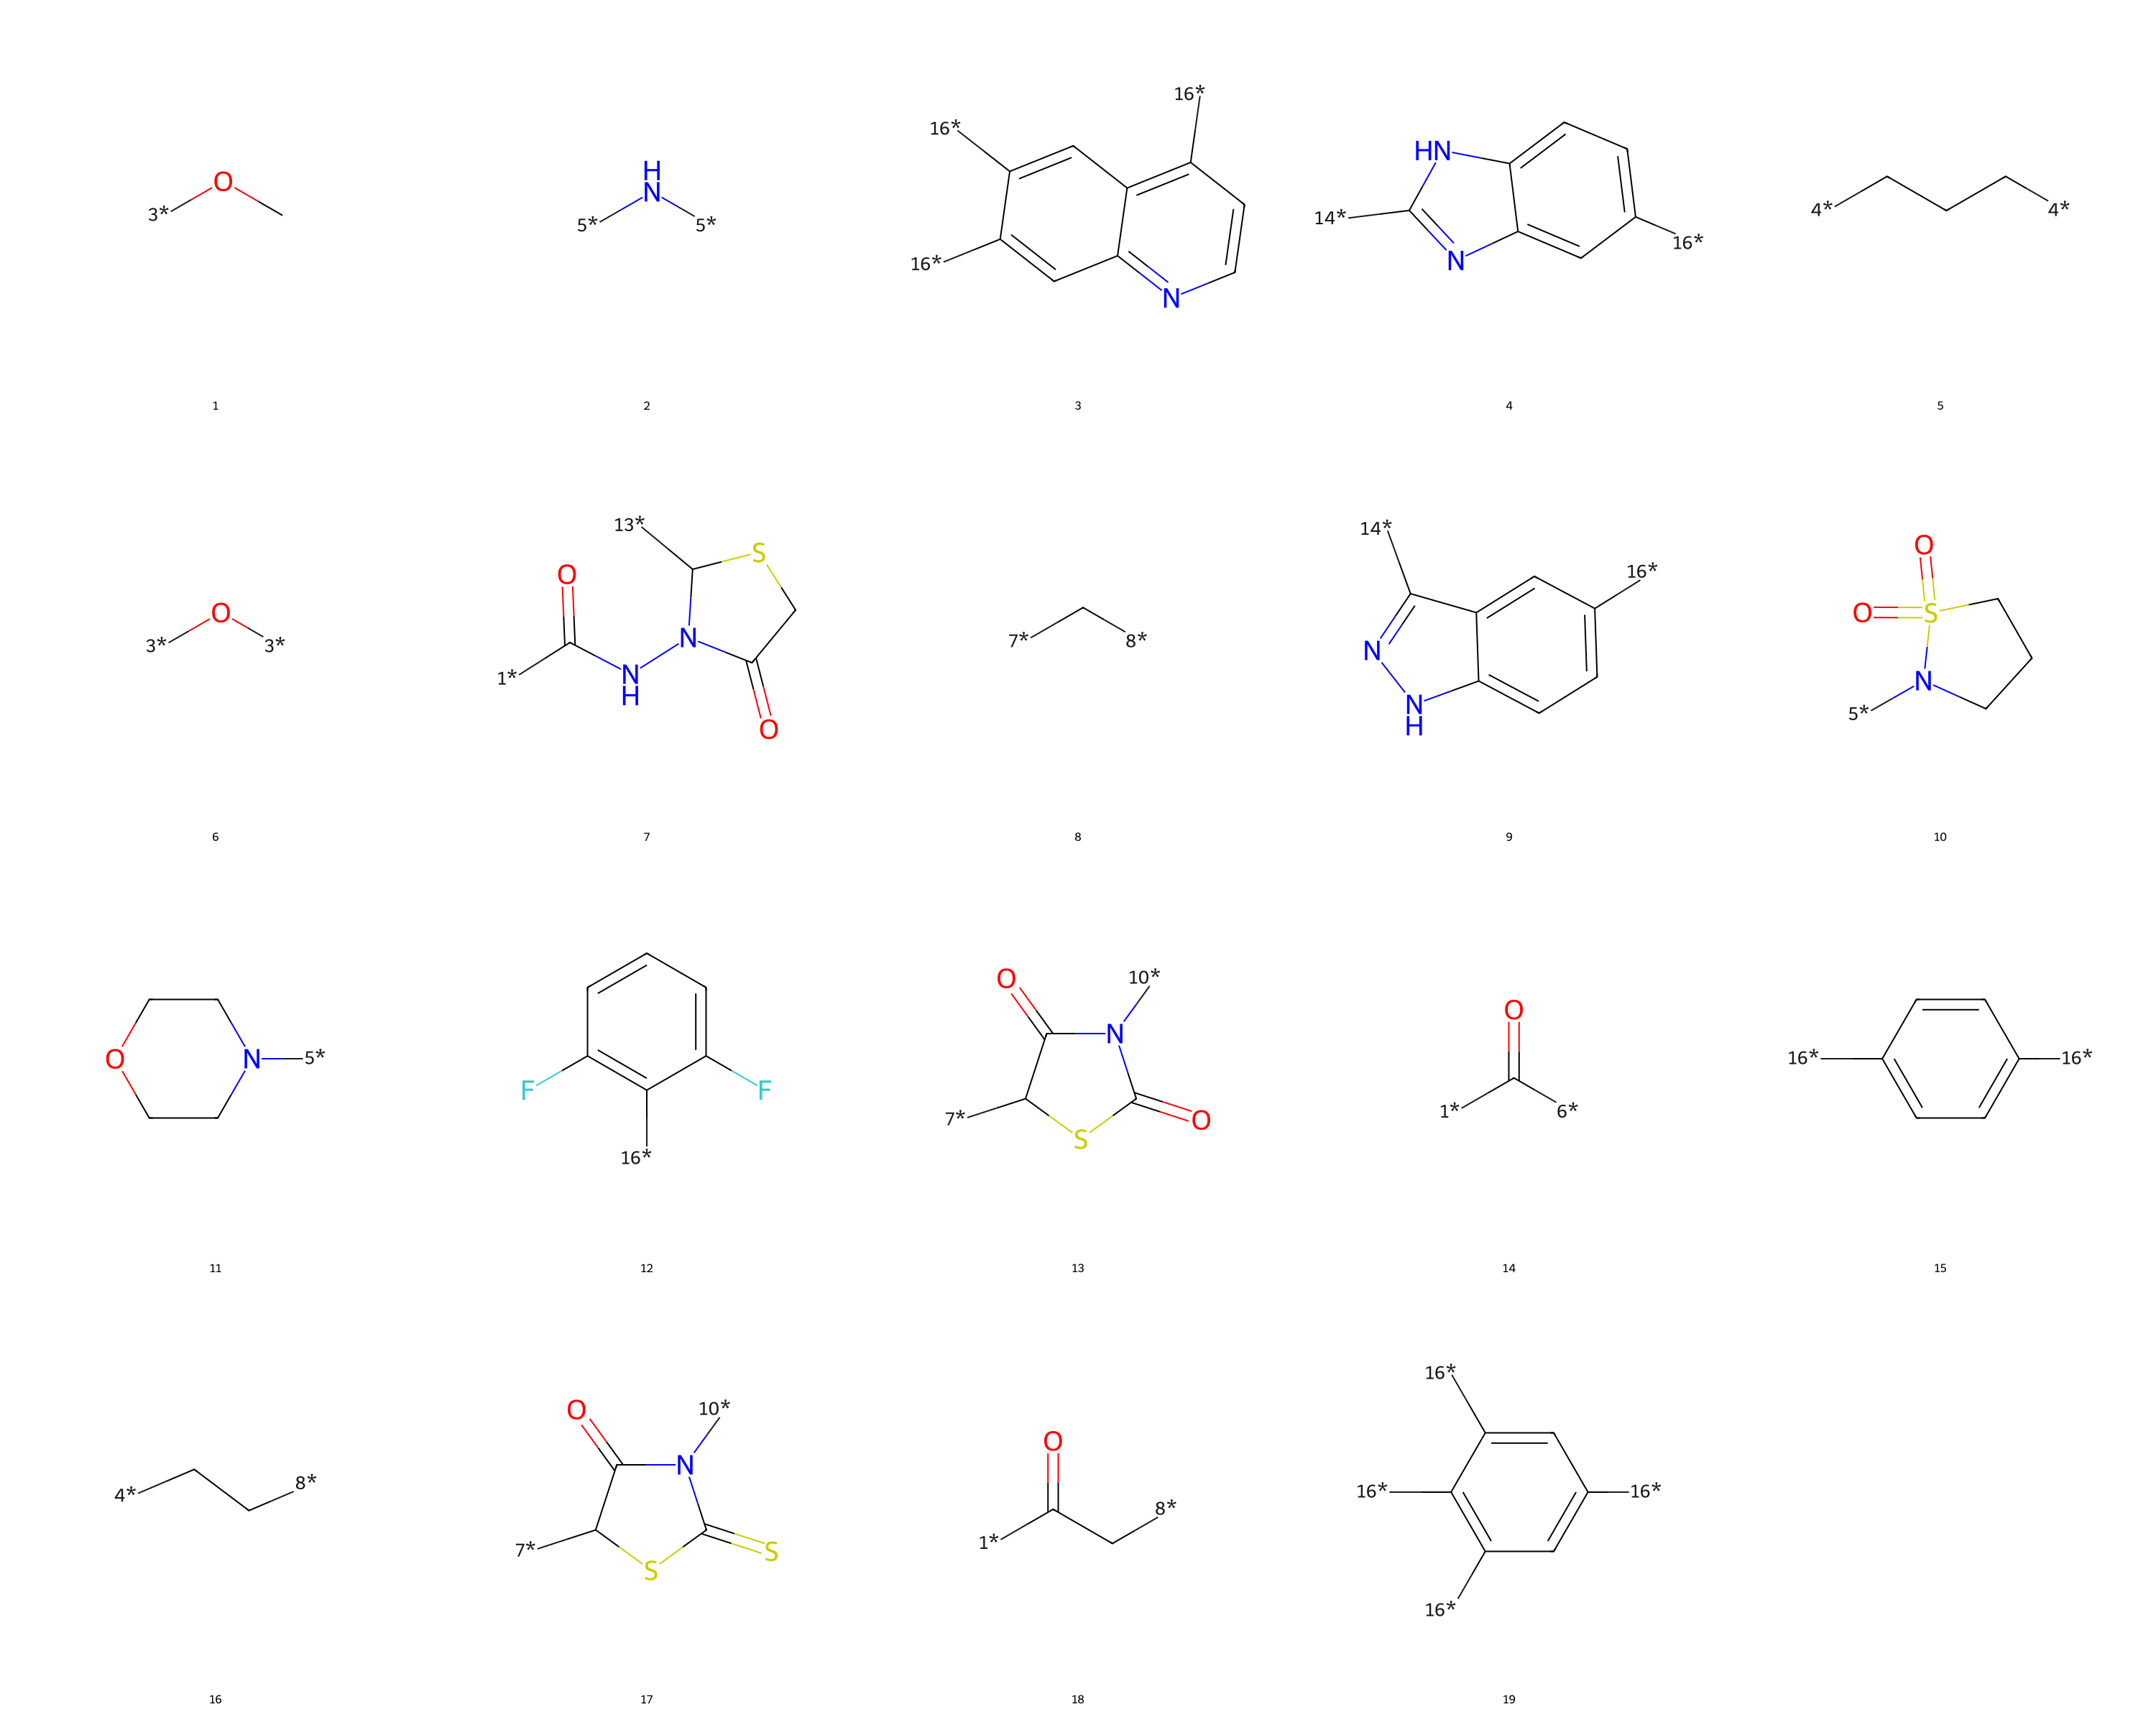 3* O
H
N
5* 5*
16* 16* 16* N
HN 14* N 16*
4* 4*
1 2 3 4 5
3* O 3*
13* S O N 1* N
H
O
7* 8*
14* 16* N N
H
O O S N 5*
6 7 8 9 10
O N 5*
F F 16*
O 10* N 7* O S
O 1* 6*
16* 16*
11 12 13 14 15
4* 8*
O 10* N 7* S S
O 8* 1*
16* 16* 16* 16*
16 17 18 19